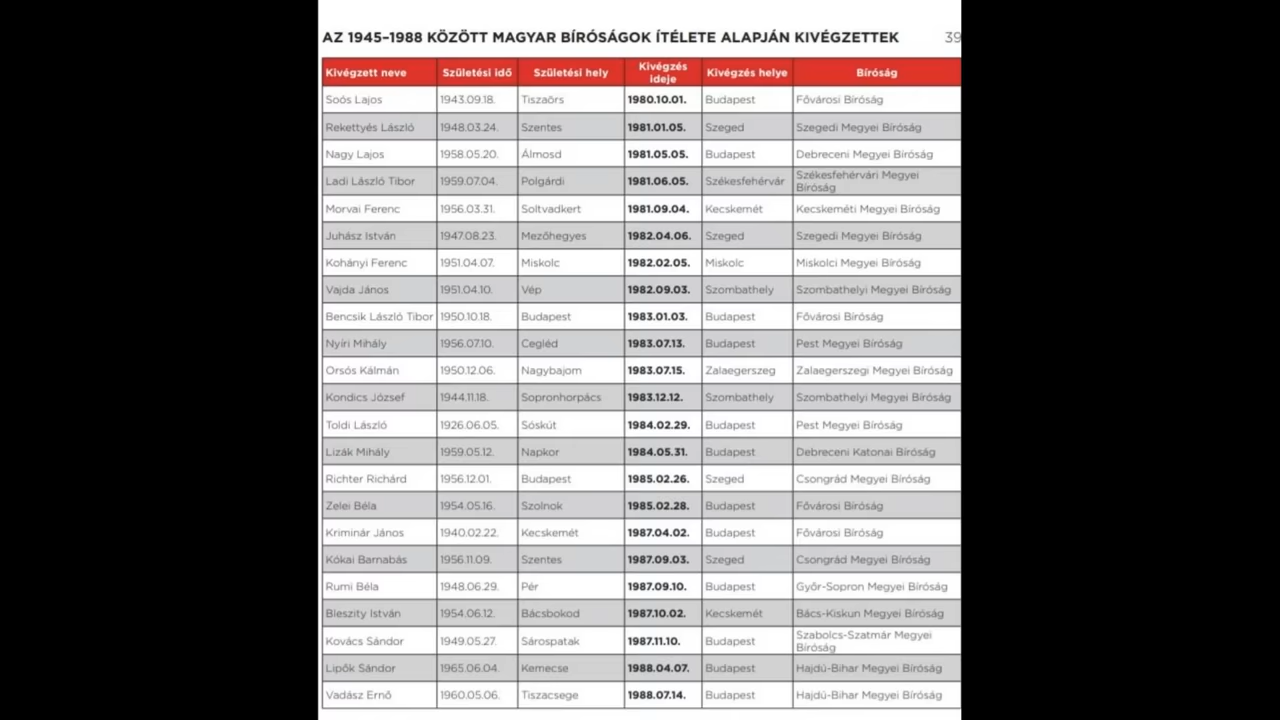 AZ 1945–1988 KÖZÖTT MAGYAR BÍRÓSÁGOK ÍTÉLETE ALAPJÁN KIVÉGZETTEK 39
Kivégzett neve Születési idő Születési hely Kivégzés ideje Kivégzés helye Bíróság
Soós Lajos 1943.09.18. Tiszaörs 1980.10.01. Budapest Fővárosi Bíróság
Rekettyés László 1948.03.24. Szentes 1981.01.05. Szeged Szegedi Megyei Bíróság
Nagy Lajos 1958.05.20. Álmosd 1981.05.05. Budapest Debreceni Megyei Bíróság
Ladi László Tibor 1959.07.04. Polgárdi 1981.06.05. Székesfehérvár Székesfehérvári Megyei Bíróság
Morvai Ferenc 1956.03.31. Soltvadkert 1981.09.04. Kecskemét Kecskeméti Megyei Bíróság
Juhász István 1947.08.23. Mezőhegyes 1982.04.06. Szeged Szegedi Megyei Bíróság
Kohányi Ferenc 1951.04.07. Miskolc 1982.02.05. Miskolc Miskolci Megyei Bíróság
Vajda János 1951.04.10. Vép 1982.09.03. Szombathely Szombathelyi Megyei Bíróság
Bencsik László Tibor 1950.10.18. Budapest 1983.01.03. Budapest Fővárosi Bíróság
Nyíri Mihály 1956.07.10. Cegléd 1983.07.13. Budapest Pest Megyei Bíróság
Orsós Kálmán 1950.12.06. Nagybajom 1983.07.15. Zalaegerszeg Zalaegerszegi Megyei Bíróság
Kondics József 1944.11.18. Sopronhorpács 1983.12.12. Szombathely Szombathelyi Megyei Bíróság
Toldi László 1926.06.05. Sóskút 1984.02.29. Budapest Pest Megyei Bíróság
Lizák Mihály 1959.05.12. Napkor 1984.05.31. Budapest Debreceni Katonai Bíróság
Richter Richárd 1956.12.01. Budapest 1985.02.26. Szeged Csongrád Megyei Bíróság
Zelei Béla 1954.05.16. Szolnok 1985.02.28. Budapest Fővárosi Bíróság
Kriminár János 1940.02.22. Kecskemét 1987.04.02. Budapest Fővárosi Bíróság
Kókai Barnabás 1956.11.09. Szentes 1987.09.03. Szeged Csongrád Megyei Bíróság
Rumi Béla 1948.06.29. Pér 1987.09.10. Budapest Győr-Sopron Megyei Bíróság
Bleszity István 1954.06.12. Bácsbokod 1987.10.02. Kecskemét Bács-Kiskun Megyei Bíróság
Kovács Sándor 1949.05.27. Sárospatak 1987.11.10. Budapest Szabolcs-Szatmár Megyei Bíróság
Lipők Sándor 1965.06.04. Kemecse 1988.04.07. Budapest Hajdú-Bihar Megyei Bíróság
Vadász Ernő 1960.05.06. Tiszacsege 1988.07.14. Budapest Hajdú-Bihar Megyei Bíróság